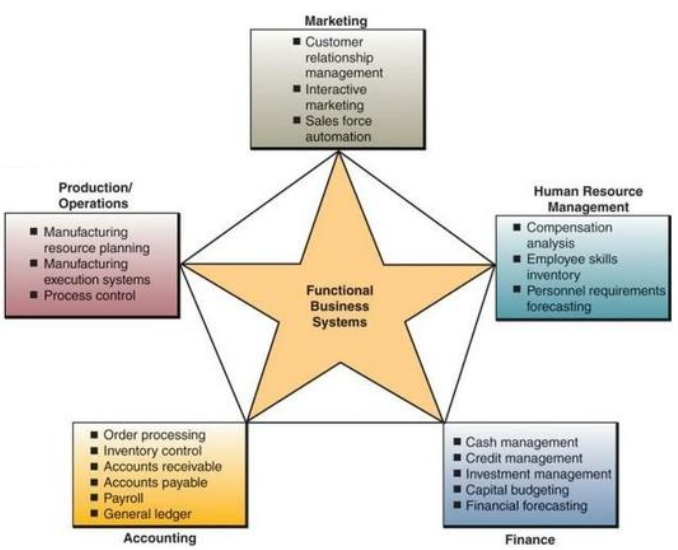 Marketing
■ Customer
relationship
management
■ Interactive
marketing
■ Sales force
automation
Production/
Operations
■ Manufacturing
resource planning
■ Manufacturing
execution systems
■ Process control
Human Resource
Management
■ Compensation
analysis
■ Employee skills
inventory
■ Personnel requirements
forecasting
Functional
Business
Systems
■ Order processing
■ Inventory control
■ Accounts receivable
■ Accounts payable
■ Payroll
■ General ledger
Accounting
■ Cash management
■ Credit management
■ Investment management
■ Capital budgeting
■ Financial forecasting
Finance